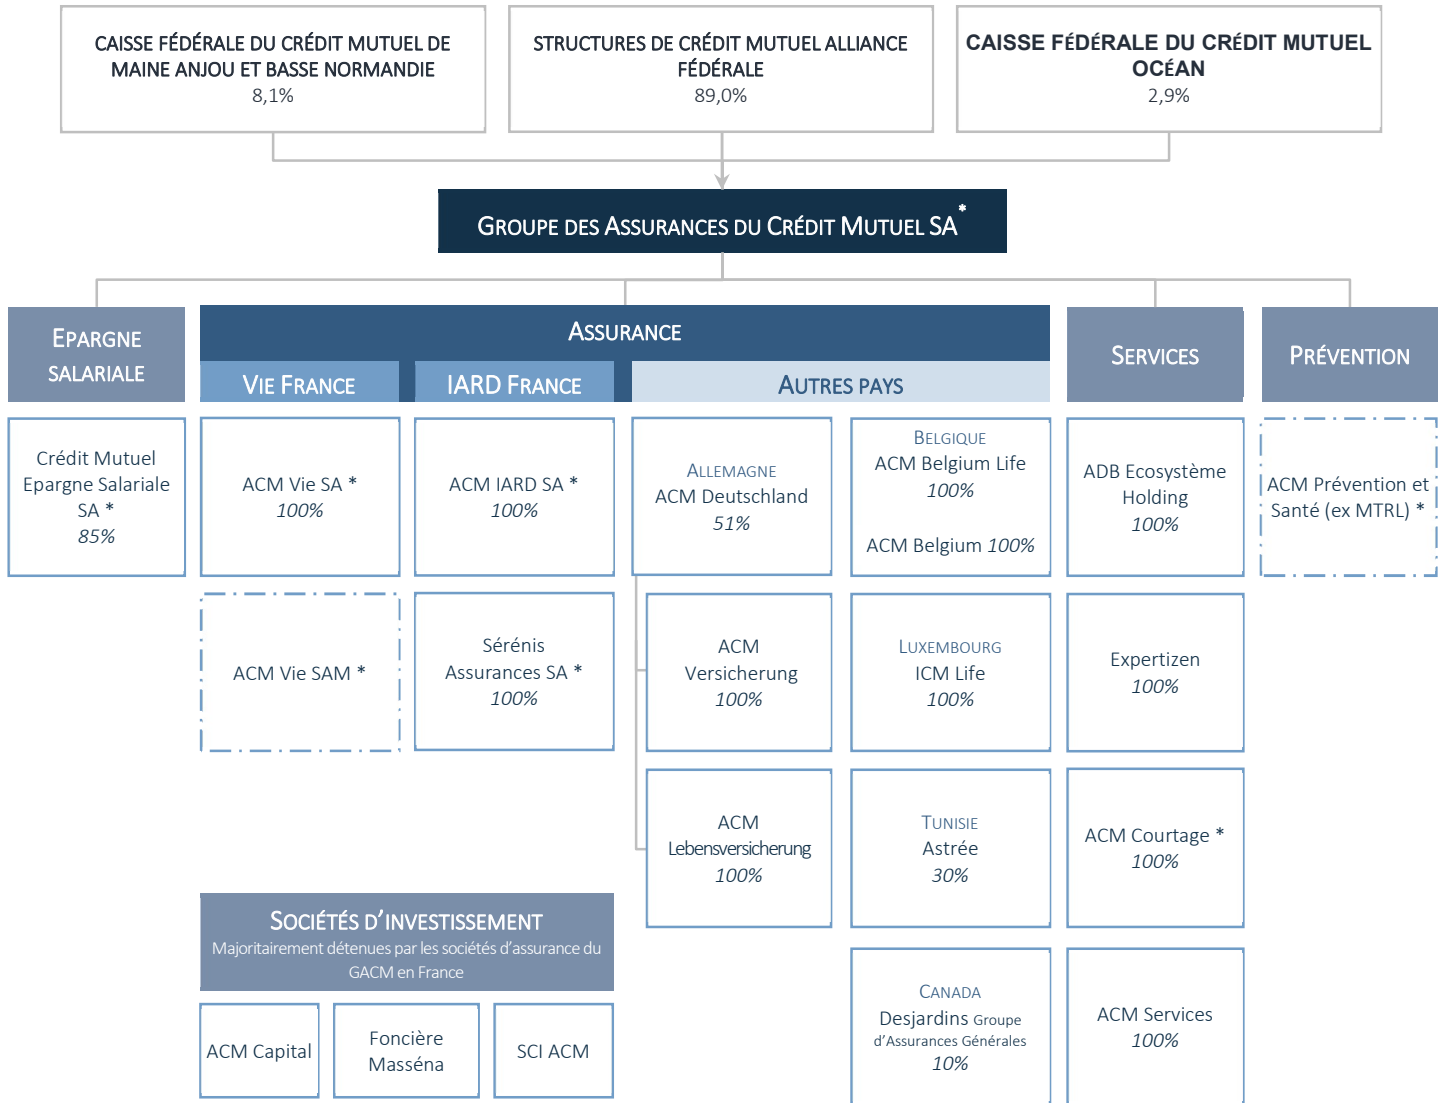 CAISSE FÉDÉRALE DU CRÉDIT MUTUEL DE
MAINE ANJOU ET BASSE NORMANDIE
8,1%
STRUCTURES DE CRÉDIT MUTUEL ALLIANCE
FÉDÉRALE
89,0%
CAISSE FÉDÉRALE DU CRÉDIT MUTUEL
OCÉAN
2,9%
GROUPE DES ASSURANCES DU CRÉDIT MUTUEL SA*
EPARGNE
SALARIALE
ASSURANCE
SERVICES
PRÉVENTION
VIE FRANCE
IARD FRANCE
AUTRES PAYS
Crédit Mutuel
Epargne Salariale
SA *
85%
ACM Vie SA *
100%
ACM IARD SA *
100%
ALLEMAGNE
ACM Deutschland
51%
BELGIQUE
ACM Belgium Life
100%
ACM Belgium 100%
ADB Ecosystème
Holding
100%
ACM Prévention et
Santé (ex MTRL) *
ACM Vie SAM *
Sérénis
Assurances SA *
100%
ACM
Versicherung
100%
LUXEMBOURG
ICM Life
100%
Expertizen
100%
ACM
Lebensversicherung
100%
TUNISIE
Astrée
30%
ACM Courtage *
100%
SOCIÉTÉS D’INVESTISSEMENT
Majoritairement détenues par les sociétés d’assurance du
GACM en France
ACM Capital
Foncière
Masséna
SCI ACM
CANADA
Desjardins Groupe
d’Assurances Générales
10%
ACM Services
100%